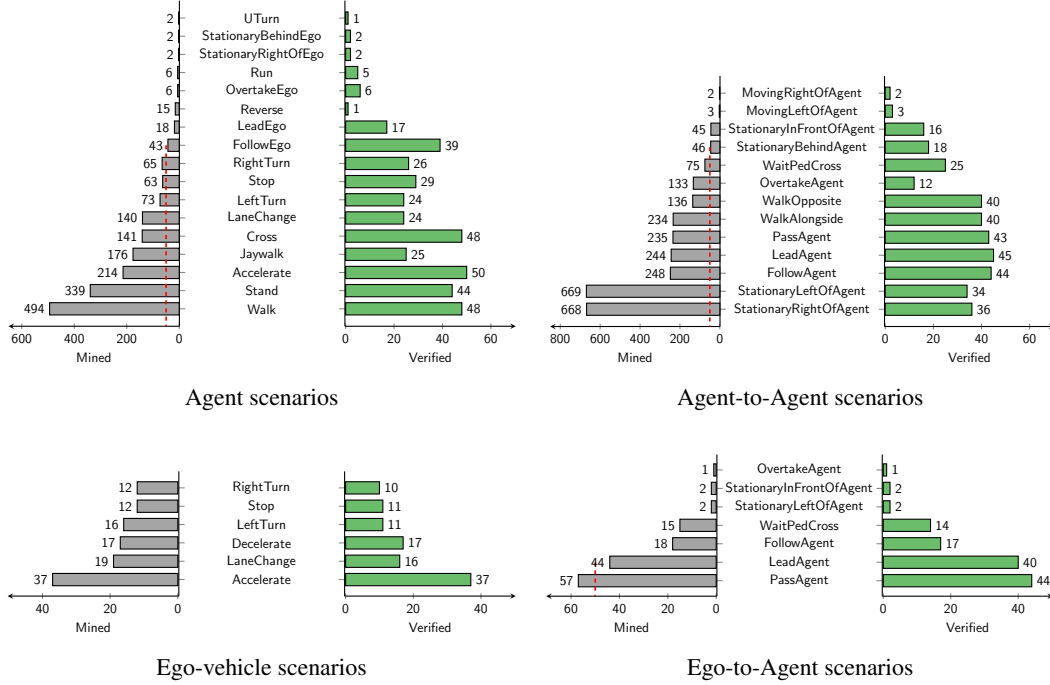 2 UTurn 1
2 StationaryBehindEgo 2
2 StationaryRightOfEgo 2
6 Run 5
6 OvertakeEgo 6
15 Reverse 1
18 LeadEgo 17
43 FollowEgo 39
65 RightTurn 26
63 Stop 29
73 LeftTurn 24
140 LaneChange 24
141 Cross 48
176 Jaywalk 25
214 Accelerate 50
339 Stand 44
494 Walk 48
600 400 200 0 0 20 40 60
Mined Verified
Agent scenarios
2 MovingRightOfAgent 2
3 MovingLeftOfAgent 3
45 StationaryInFrontOfAgent 16
46 StationaryBehindAgent 18
75 WaitPedCross 25
133 OvertakeAgent 12
136 WalkOpposite 40
234 WalkAlongside 40
235 PassAgent 43
244 LeadAgent 45
248 FollowAgent 44
669 StationaryLeftOfAgent 34
668 StationaryRightOfAgent 36
800 600 400 200 0 0 20 40 60
Mined Verified
Agent-to-Agent scenarios
12 RightTurn 10
12 Stop 11
16 LeftTurn 11
17 Decelerate 17
19 LaneChange 16
37 Accelerate 37
40 20 0 0 20 40
Mined Verified
Ego-vehicle scenarios
1 OvertakeAgent 1
2 StationaryInFrontOfAgent 2
2 StationaryLeftOfAgent 2
15 WaitPedCross 14
18 FollowAgent 17
44 LeadAgent 40
57 PassAgent 44
60 40 20 0 0 20 40
Mined Verified
Ego-to-Agent scenarios